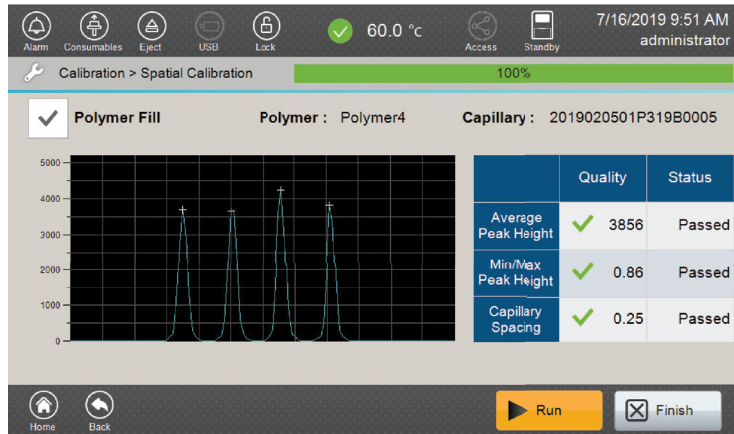 Alarm Consumables Eject USB Lock 60.0 °c Access Standby 7/16/2019 9:51 AM
administrator
Calibration > Spatial Calibration 100%
Polymer Fill Polymer : Polymer4 Capillary : 2019020501P319B0005
5000
4000
3000
2000
1000
0
Quality Status
Average Peak Height 3856 Passed
Min/Max Peak Height 0.86 Passed
Capillary Spacing 0.25 Passed
Home Back Run Finish